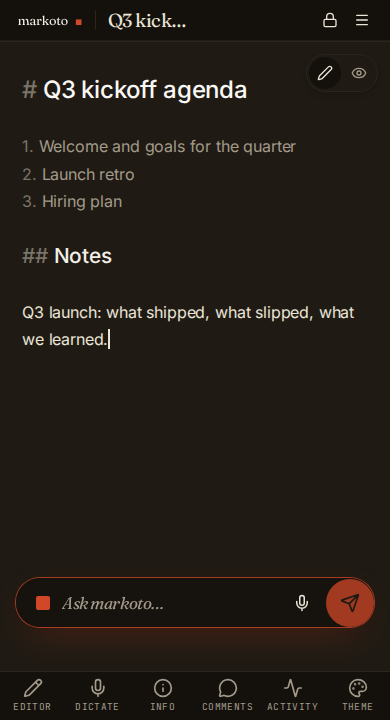 markoto
Q3 kick...
# Q3 kickoff agenda
1. Welcome and goals for the quarter
2. Launch retro
3. Hiring plan
## Notes
Q3 launch: what shipped, what slipped, what
we learned.
Ask markoto...
EDITOR DICTATE INFO COMMENTS ACTIVITY THEME